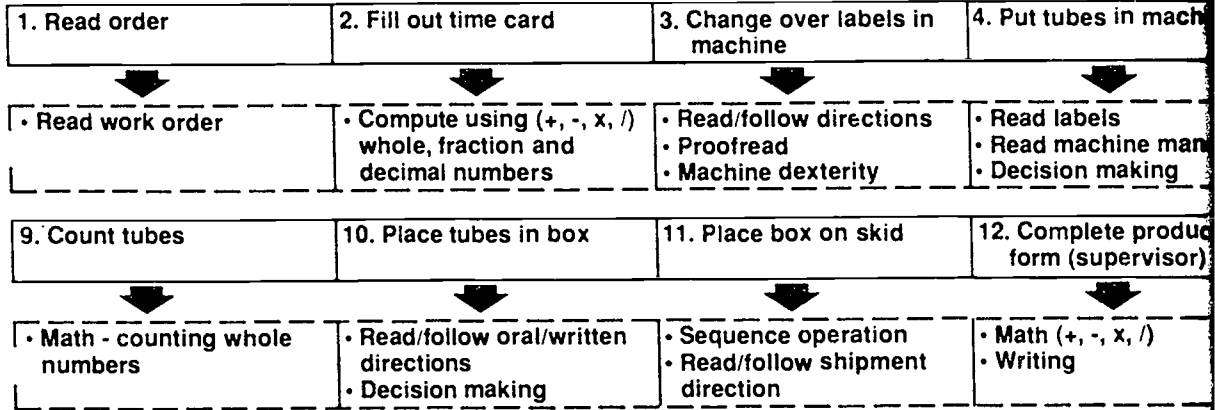 1. Read order
2. Fill out time card
3. Change over labels in
machine
4. Put tubes in mach
• Read work order
• Compute using (+, -, x, /)
whole, fraction and
decimal numbers
• Read/follow directions
• Proofread
• Machine dexterity
• Read labels
• Read machine man
• Decision making
9. Count tubes
10. Place tubes in box
11. Place box on skid
12. Complete produc
form (supervisor)
• Math - counting whole
numbers
• Read/follow oral/written
directions
• Decision making
• Sequence operation
• Read/follow shipment
direction
• Math (+, -, x, /)
• Writing